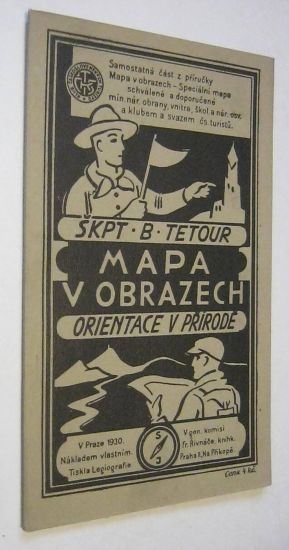 Samostatná část z příručky
Mapa v obrazech - Speciální mapa
schválené a doporučené
min. nár. obrany, vnitra, škol a nár. osv.
a klubem a svazem čs. turistů.
ŠKPT · B · TETOUR
MAPA
V OBRAZECH
ORIENTACE V PŘÍRODĚ
V Praze 1930.
Nákladem vlastním.
Tiskla Legiografie
S
J
V gen. komisi
Fr. Řivnáče, knihk.
Praha II, Na Příkopě.
Cena 4 Kč.